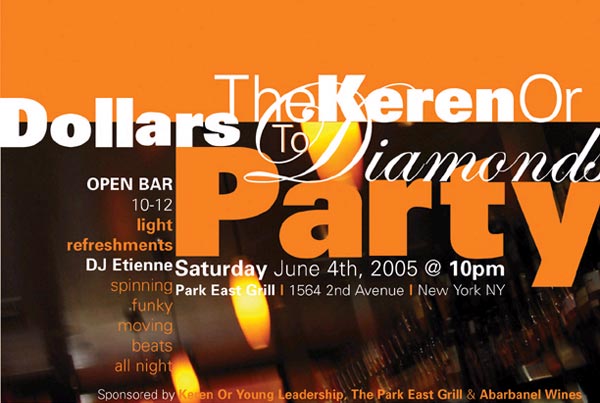 The Keren Or
Dollars To Diamonds
Party
OPEN BAR
10-12
light
refreshments
DJ Etienne
spinning
funky
moving
beats
all night
Saturday June 4th, 2005 @ 10pm
Park East Grill | 1564 2nd Avenue | New York NY
Sponsored by Keren Or Young Leadership, The Park East Grill & Abarbanel Wines